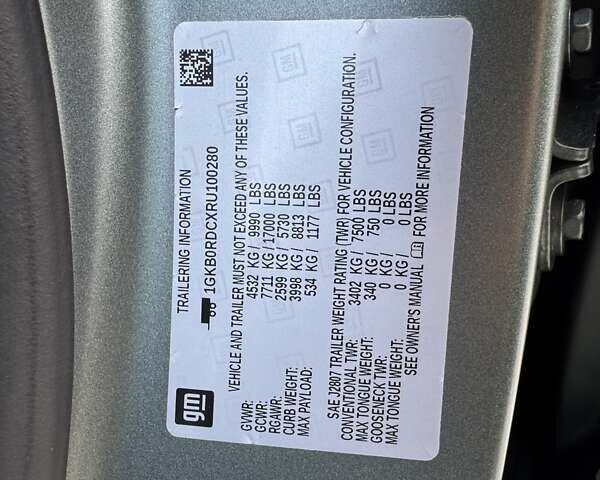 gm
TRAILERING INFORMATION
1GKB0RDCXRU100280
VEHICLE AND TRAILER MUST NOT EXCEED ANY OF THESE VALUES.
GVWR: 4532 KG / 9990 LBS
GCWR: 7711 KG / 17000 LBS
RGAWR: 2599 KG / 5730 LBS
CURB WEIGHT: 3998 KG / 8813 LBS
MAX PAYLOAD: 534 KG / 1177 LBS
SAE J2807 TRAILER WEIGHT RATING (TWR) FOR VEHICLE CONFIGURATION.
CONVENTIONAL TWR: 3402 KG / 7500 LBS
MAX TONGUE WEIGHT: 340 KG / 750 LBS
GOOSENECK TWR: 0 KG / 0 LBS
MAX TONGUE WEIGHT: 0 KG / 0 LBS
SEE OWNER'S MANUAL FOR MORE INFORMATION